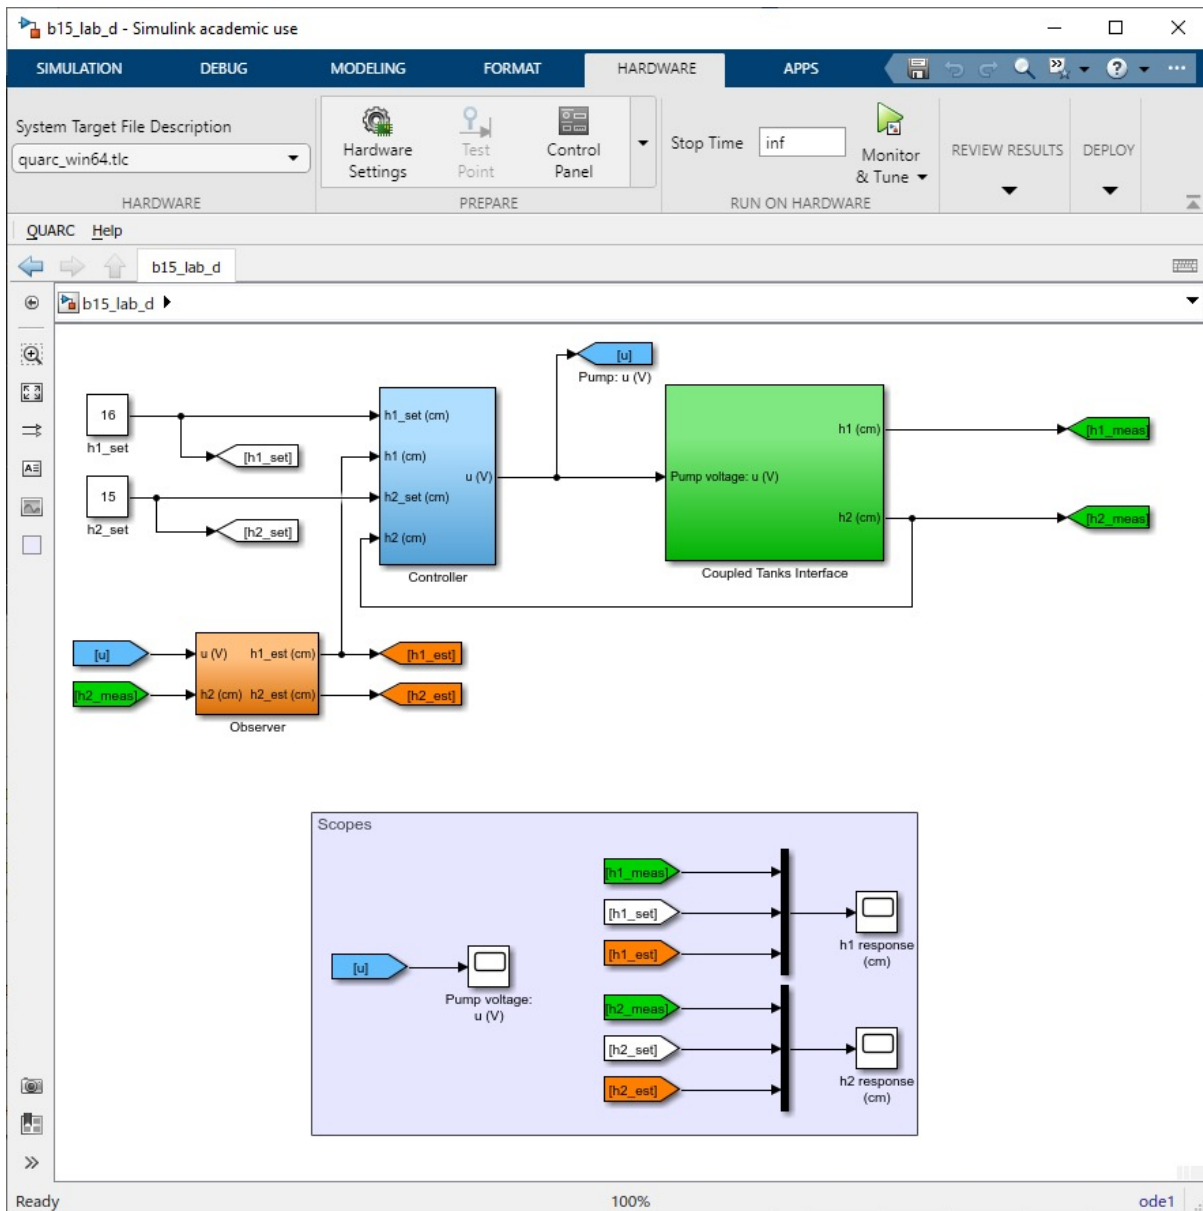 b15_lab_d - Simulink academic use
SIMULATION DEBUG MODELING FORMAT HARDWARE APPS
System Target File Description
quarc_win64.tlc
Hardware
Settings
Test
Point
Control
Panel
Stop Time inf
Monitor
& Tune
REVIEW RESULTS
DEPLOY
HARDWARE PREPARE RUN ON HARDWARE
QUARC Help
b15_lab_d
b15_lab_d
[u]
Pump: u (V)
16
h1_set
[h1_set]
15
h2_set
[h2_set]
h1_set (cm)
h1 (cm)
h2_set (cm)
h2 (cm)
u (V)
Controller
Pump voltage: u (V)
h1 (cm)
h2 (cm)
Coupled Tanks Interface
[h1_meas]
[h2_meas]
[u]
[h2_meas]
u (V) h1_est (cm)
h2 (cm) h2_est (cm)
Observer
[h1_est]
[h2_est]
Scopes
[u]
Pump voltage:
u (V)
[h1_meas]
[h1_set]
[h1_est]
h1 response
(cm)
[h2_meas]
[h2_set]
[h2_est]
h2 response
(cm)
Ready 100% ode1